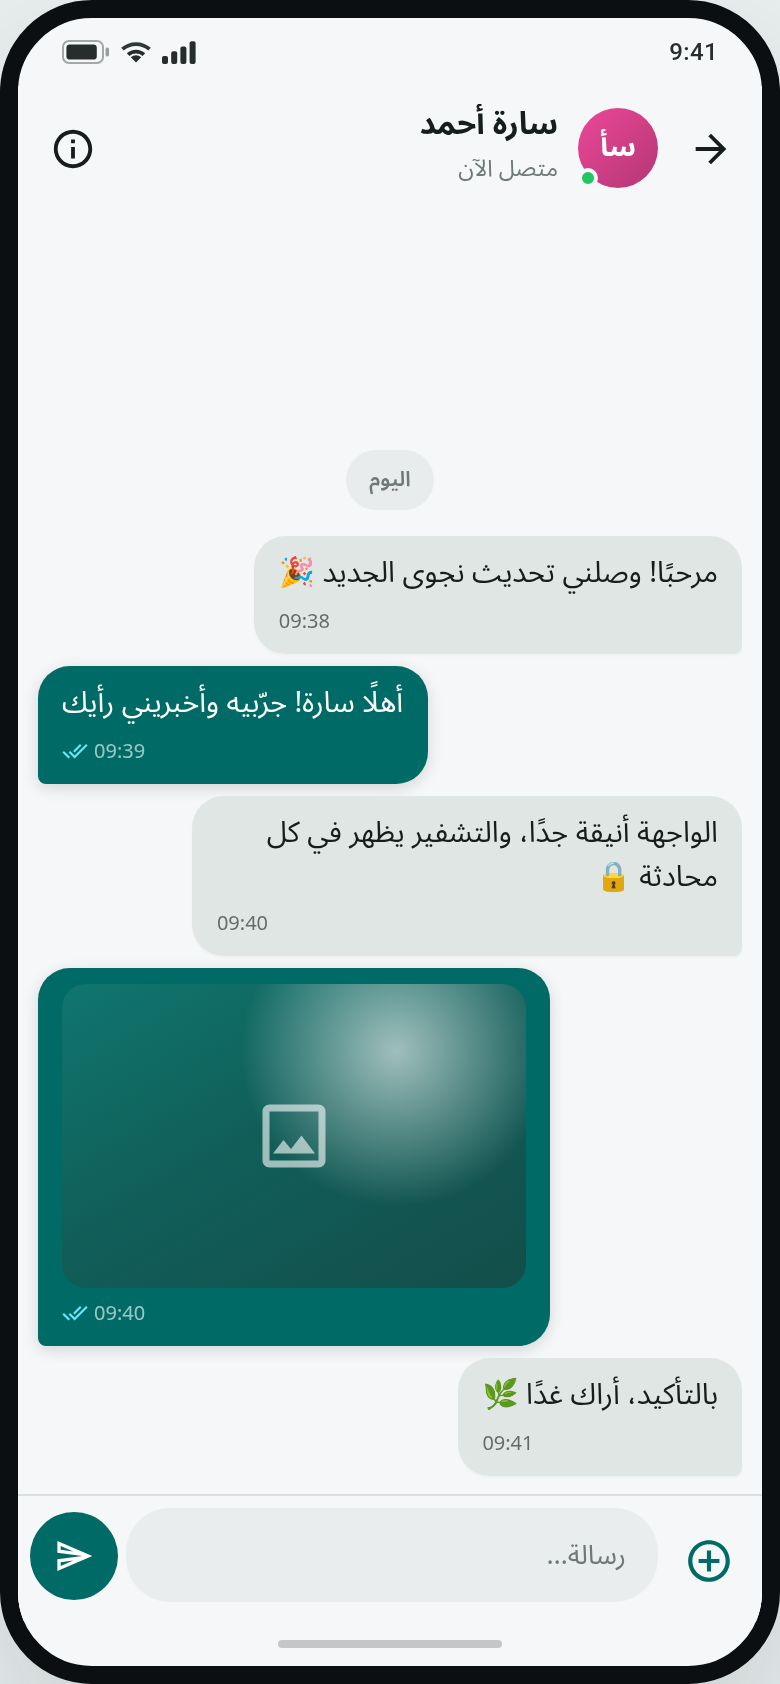 9:41
سارة أحمد
سأ
متصل الآن
اليوم
مرحبًا! وصلني تحديث نجوى الجديد 🎉
09:38
أهلًا سارة! جرّبيه وأخبريني رأيك
09:39
الواجهة أنيقة جدًا، والتشفير يظهر في كل
محادثة 🔒
09:40
09:40
بالتأكيد، أراك غدًا 🌿
09:41
رسالة...